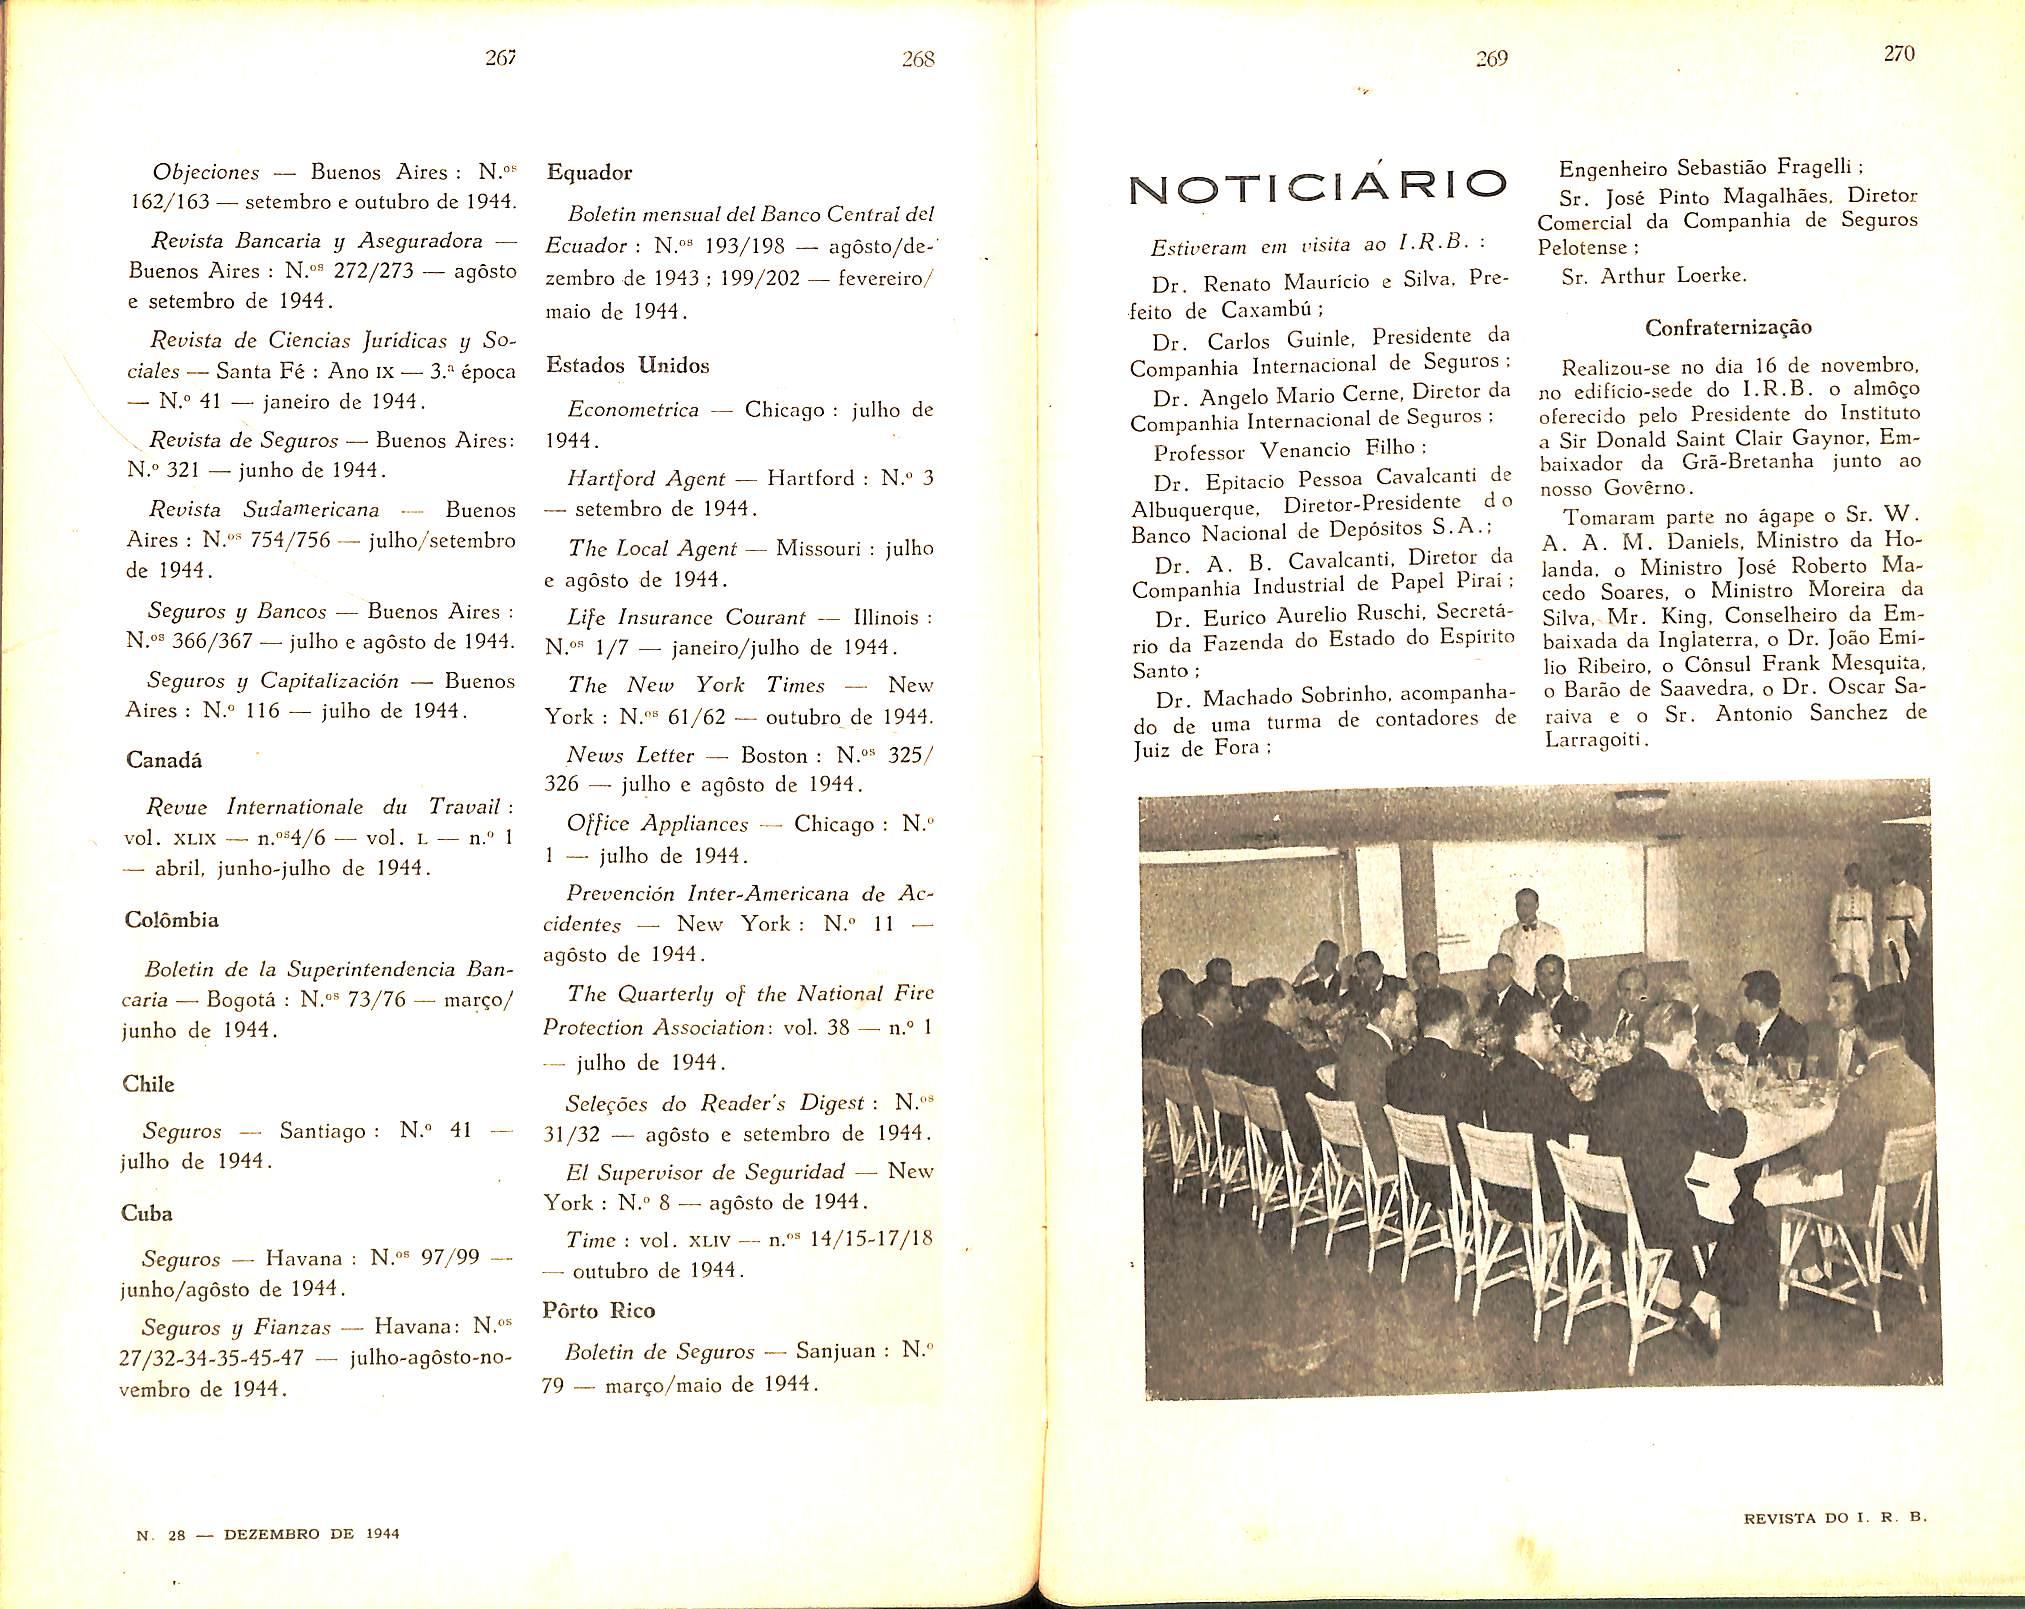 267
268
Objeciones — Buenos Aires : N.os
162/163 — setembro e outubro de 1944.
Revista Bancaria y Aseguradora —
Buenos Aires : N.os 272/273 — agôsto
e setembro de 1944.
Revista de Ciencias Jurídicas y So-
ciales — Santa Fé : Ano IX — 3.ª época
— N.º 41 — janeiro de 1944.
Revista de Seguros — Buenos Aires:
N.º 321 — junho de 1944.
Revista Sudamericana — Buenos
Aires : N.os 754/756 — julho/setembro
de 1944.
Seguros y Bancos — Buenos Aires :
N.os 366/367 — julho e agôsto de 1944.
Seguros y Capitalización — Buenos
Aires : N.º 116 — julho de 1944.
Canadá
Revue Internationale du Travail :
vol. XLIX — n.os4/6 — vol. L — n.º 1
— abril, junho-julho de 1944.
Colômbia
Boletin de la Superintendencia Ban-
caria — Bogotá : N.os 73/76 — março/
junho de 1944.
Chile
Seguros — Santiago : N.º 41 —
julho de 1944.
Cuba
Seguros — Havana : N.os 97/99 —
junho/agôsto de 1944.
Seguros y Fianzas — Havana: N.os
27/32-34-35-45-47 — julho-agôsto-no-
vembro de 1944.
Equador
Boletin mensual del Banco Central del
Ecuador : N.os 193/198 — agôsto/de-
zembro de 1943 ; 199/202 — fevereiro/
maio de 1944.
Estados Unidos
Econometrica — Chicago : julho de
1944.
Hartford Agent — Hartford : N.º 3
— setembro de 1944.
The Local Agent — Missouri : julho
e agôsto de 1944.
Life Insurance Courant — Illinois :
N.os 1/7 — janeiro/julho de 1944.
The New York Times — New
York : N.os 61/62 — outubro de 1944.
News Letter — Boston : N.os 325/
326 — julho e agôsto de 1944.
Office Appliances — Chicago : N.º
1 — julho de 1944.
Prevención Inter-Americana de Ac-
cidentes — New York : N.º 11 —
agôsto de 1944.
The Quarterly of the National Fire
Protection Association: vol. 38 — n.º 1
— julho de 1944.
Seleções do Reader's Digest : N.os
31/32 — agôsto e setembro de 1944.
El Supervisor de Seguridad — New
York : N.º 8 — agôsto de 1944.
Time : vol. XLIV — n.os 14/15-17/18
— outubro de 1944.
Pôrto Rico
Boletin de Seguros — Sanjuan : N.º
79 — março/maio de 1944.
N. 28 — DEZEMBRO DE 1944
269
270
NOTICIÁRIO
Estiveram em visita ao I.R.B. :
Dr. Renato Maurício e Silva, Pre-
feito de Caxambú ;
Dr. Carlos Guinle, Presidente da
Companhia Internacional de Seguros ;
Dr. Angelo Mario Cerne, Diretor da
Companhia Internacional de Seguros ;
Professor Venancio Filho ;
Dr. Epitacio Pessoa Cavalcanti de
Albuquerque, Diretor-Presidente do
Banco Nacional de Depósitos S.A.;
Dr. A. B. Cavalcanti, Diretor da
Companhia Industrial de Papel Piraí ;
Dr. Eurico Aurelio Ruschi, Secretá-
rio da Fazenda do Estado do Espírito
Santo ;
Dr. Machado Sobrinho, acompanha-
do de uma turma de contadores de
Juiz de Fora ;
Engenheiro Sebastião Fragelli ;
Sr. José Pinto Magalhães, Diretor
Comercial da Companhia de Seguros
Pelotense ;
Sr. Arthur Loerke.
Confraternização
Realizou-se no dia 16 de novembro,
no edifício-sede do I.R.B. o almôço
oferecido pelo Presidente do Instituto
a Sir Donald Saint Clair Gaynor, Em-
baixador da Grã-Bretanha junto ao
nosso Govêrno.
Tomaram parte no ágape o Sr. W.
A. A. M. Daniels, Ministro da Ho-
landa, o Ministro José Roberto Ma-
cedo Soares, o Ministro Moreira da
Silva, Mr. King, Conselheiro da Em-
baixada da Inglaterra, o Dr. João Emí-
lio Ribeiro, o Cônsul Frank Mesquita,
o Barão de Saavedra, o Dr. Oscar Sa-
raiva e o Sr. Antonio Sanchez de
Larragoiti.
REVISTA DO I. R. B.